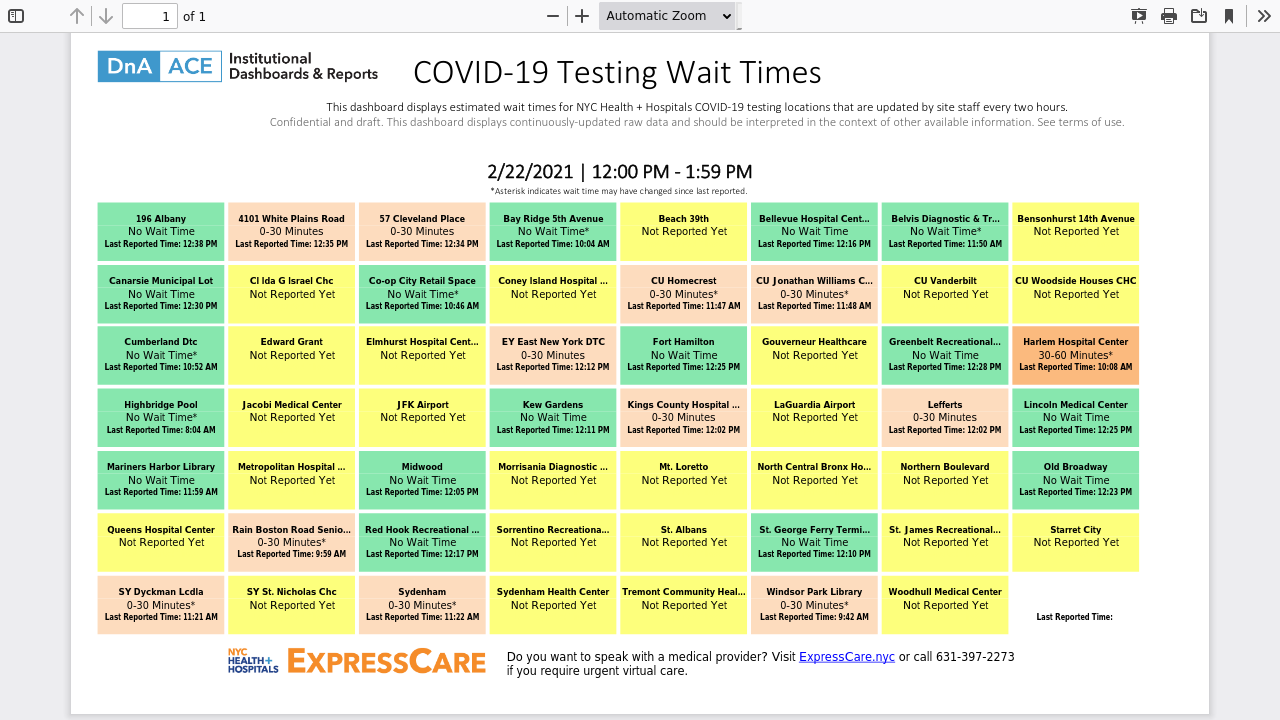 1 of 1 Automatic Zoom
DnA ACE Institutional Dashboards & Reports
COVID-19 Testing Wait Times
This dashboard displays estimated wait times for NYC Health + Hospitals COVID-19 testing locations that are updated by site staff every two hours.
Confidential and draft. This dashboard displays continuously-updated raw data and should be interpreted in the context of other available information. See terms of use.
2/22/2021 | 12:00 PM - 1:59 PM
*Asterisk indicates wait time may have changed since last reported.
196 Albany
No Wait Time
Last Reported Time: 12:38 PM
4101 White Plains Road
0-30 Minutes
Last Reported Time: 12:35 PM
57 Cleveland Place
0-30 Minutes
Last Reported Time: 12:34 PM
Bay Ridge 5th Avenue
No Wait Time*
Last Reported Time: 10:04 AM
Beach 39th
Not Reported Yet
Bellevue Hospital Cent...
No Wait Time
Last Reported Time: 12:16 PM
Belvis Diagnostic & Tr...
No Wait Time*
Last Reported Time: 11:50 AM
Bensonhurst 14th Avenue
Not Reported Yet
Canarsie Municipal Lot
No Wait Time
Last Reported Time: 12:30 PM
Cl Ida G Israel Chc
Not Reported Yet
Co-op City Retail Space
No Wait Time*
Last Reported Time: 10:46 AM
Coney Island Hospital ...
Not Reported Yet
CU Homecrest
0-30 Minutes*
Last Reported Time: 11:47 AM
CU Jonathan Williams C...
0-30 Minutes*
Last Reported Time: 11:48 AM
CU Vanderbilt
Not Reported Yet
CU Woodside Houses CHC
Not Reported Yet
Cumberland Dtc
No Wait Time*
Last Reported Time: 10:52 AM
Edward Grant
Not Reported Yet
Elmhurst Hospital Cent...
Not Reported Yet
EY East New York DTC
0-30 Minutes
Last Reported Time: 12:12 PM
Fort Hamilton
No Wait Time
Last Reported Time: 12:25 PM
Gouverneur Healthcare
Not Reported Yet
Greenbelt Recreational...
No Wait Time
Last Reported Time: 12:28 PM
Harlem Hospital Center
30-60 Minutes*
Last Reported Time: 10:08 AM
Highbridge Pool
No Wait Time*
Last Reported Time: 8:04 AM
Jacobi Medical Center
Not Reported Yet
JFK Airport
Not Reported Yet
Kew Gardens
No Wait Time
Last Reported Time: 12:11 PM
Kings County Hospital ...
0-30 Minutes
Last Reported Time: 12:02 PM
LaGuardia Airport
Not Reported Yet
Lefferts
0-30 Minutes
Last Reported Time: 12:02 PM
Lincoln Medical Center
No Wait Time
Last Reported Time: 12:25 PM
Mariners Harbor Library
No Wait Time
Last Reported Time: 11:59 AM
Metropolitan Hospital ...
Not Reported Yet
Midwood
No Wait Time
Last Reported Time: 12:05 PM
Morrisania Diagnostic ...
Not Reported Yet
Mt. Loretto
Not Reported Yet
North Central Bronx Ho...
Not Reported Yet
Northern Boulevard
Not Reported Yet
Old Broadway
No Wait Time
Last Reported Time: 12:23 PM
Queens Hospital Center
Not Reported Yet
Rain Boston Road Senio...
0-30 Minutes*
Last Reported Time: 9:59 AM
Red Hook Recreational ...
No Wait Time
Last Reported Time: 12:17 PM
Sorrentino Recreationa...
Not Reported Yet
St. Albans
Not Reported Yet
St. George Ferry Termi...
No Wait Time
Last Reported Time: 12:10 PM
St. James Recreational...
Not Reported Yet
Starret City
Not Reported Yet
SY Dyckman Lcdla
0-30 Minutes*
Last Reported Time: 11:21 AM
SY St. Nicholas Chc
Not Reported Yet
Sydenham
0-30 Minutes*
Last Reported Time: 11:22 AM
Sydenham Health Center
Not Reported Yet
Tremont Community Heal...
Not Reported Yet
Windsor Park Library
0-30 Minutes*
Last Reported Time: 9:42 AM
Woodhull Medical Center
Not Reported Yet
Last Reported Time:
NYC HEALTH+ HOSPITALS
EXPRESSCARE
Do you want to speak with a medical provider? Visit ExpressCare.nyc or call 631-397-2273
if you require urgent virtual care.